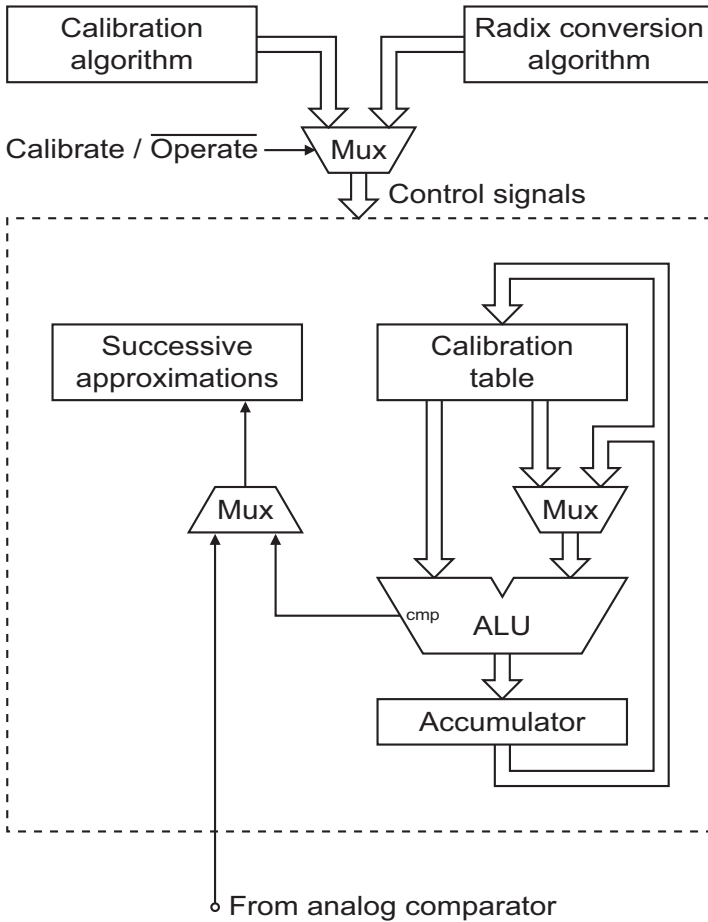 Calibration
algorithm
Radix conversion
algorithm
Calibrate / Operate
Mux
Control signals
Successive
approximations
Calibration
table
Mux
Mux
cmp
ALU
Accumulator
From analog comparator